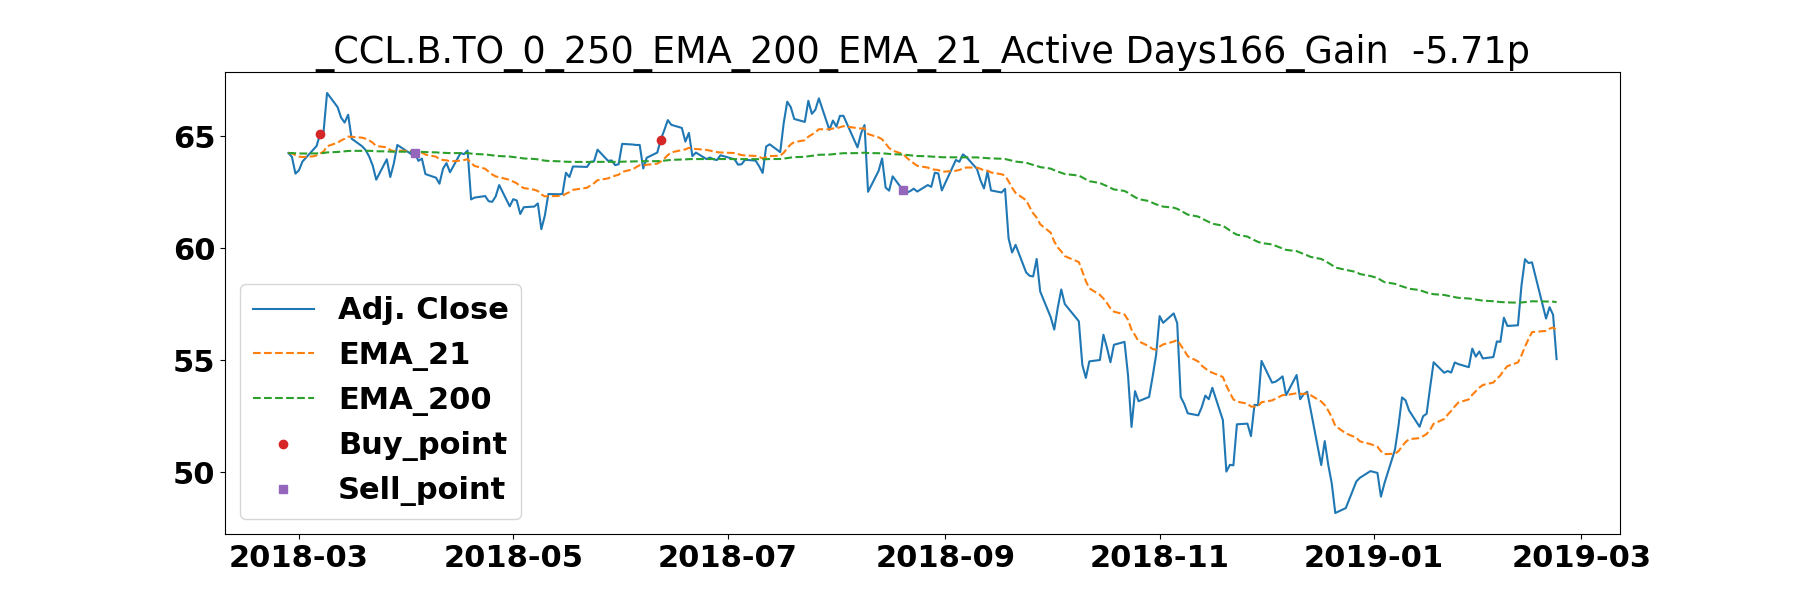 _CCL.B.TO_0_250_EMA_200_EMA_21_Active Days166_Gain  -5.71p
65
60
55
50
Adj. Close
EMA_21
EMA_200
Buy_point
Sell_point
2018-03 2018-05 2018-07 2018-09 2018-11 2019-01 2019-03